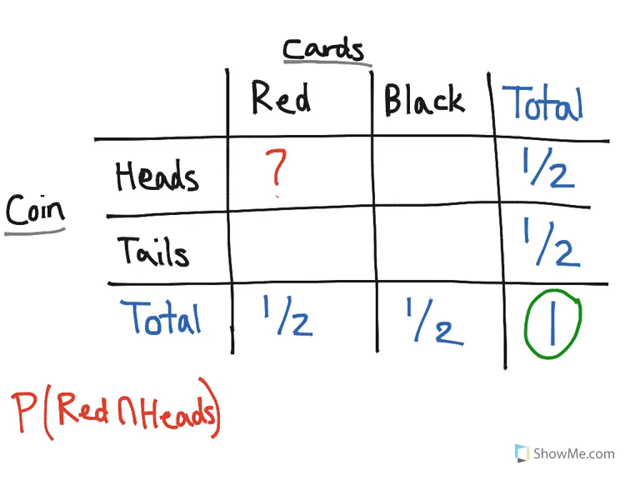 Cards
Red Black Total
Heads ? 1/2
Coin
Tails 1/2
Total 1/2 1/2 1
P(Red∩Heads)
ShowMe.com